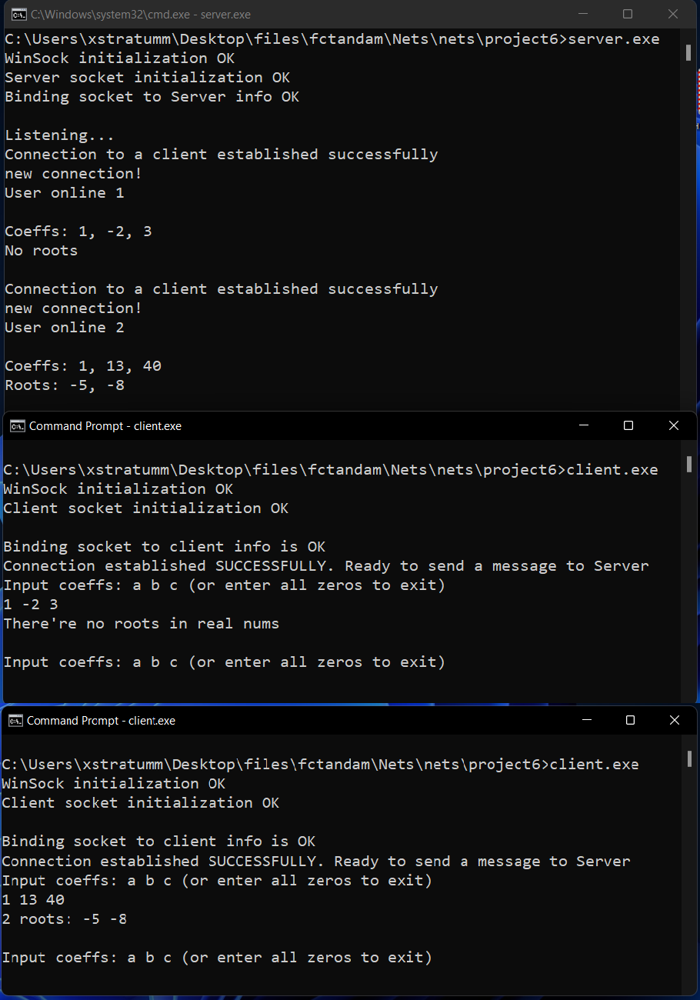 C:\Windows\system32\cmd.exe - server.exe
C:\Users\xstratumm\Desktop\files\fctandam\Nets\nets\project6>server.exe
WinSock initialization OK
Server socket initialization OK
Binding socket to Server info OK
Listening...
Connection to a client established successfully
new connection!
User online 1
Coeffs: 1, -2, 3
No roots
Connection to a client established successfully
new connection!
User online 2
Coeffs: 1, 13, 40
Roots: -5, -8
Command Prompt - client.exe
C:\Users\xstratumm\Desktop\files\fctandam\Nets\nets\project6>client.exe
WinSock initialization OK
Client socket initialization OK
Binding socket to client info is OK
Connection established SUCCESSFULLY. Ready to send a message to Server
Input coeffs: a b c (or enter all zeros to exit)
1 -2 3
There're no roots in real nums
Input coeffs: a b c (or enter all zeros to exit)
Command Prompt - client.exe
C:\Users\xstratumm\Desktop\files\fctandam\Nets\nets\project6>client.exe
WinSock initialization OK
Client socket initialization OK
Binding socket to client info is OK
Connection established SUCCESSFULLY. Ready to send a message to Server
Input coeffs: a b c (or enter all zeros to exit)
1 13 40
2 roots: -5 -8
Input coeffs: a b c (or enter all zeros to exit)